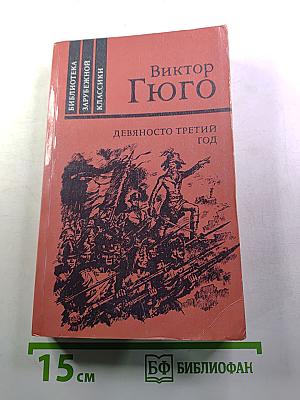 БИБЛИОТЕКА
ЗАРУБЕЖНОЙ
КЛАССИКИ
Виктор
Гюго
ДЕВЯНОСТО ТРЕТИЙ
ГОД
15 см
БФ БИБЛИОФАН